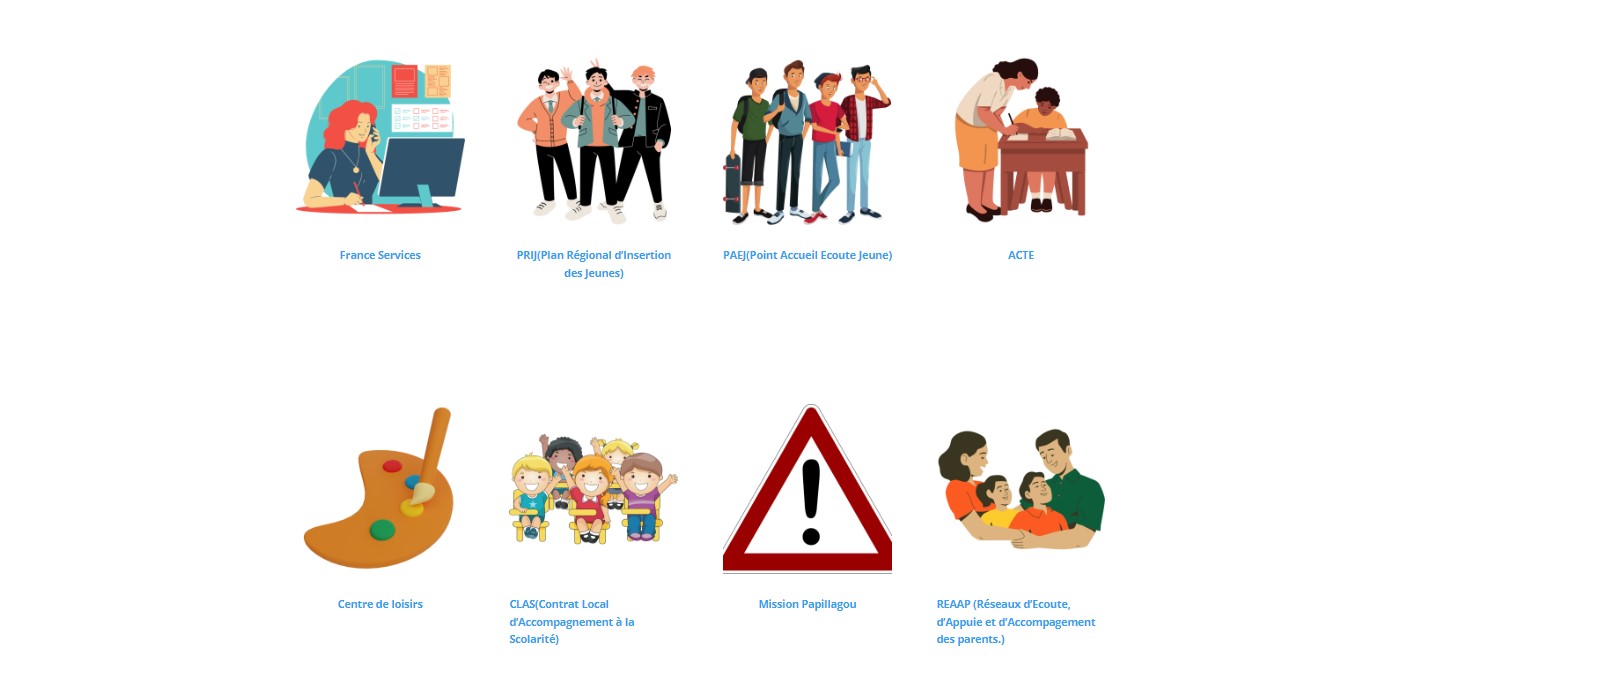 France Services
PRIJ(Plan Régional d’Insertion
des Jeunes)
PAEJ(Point Accueil Ecoute Jeune)
ACTE
Centre de loisirs
CLAS(Contrat Local
d’Accompagnement à la
Scolarité)
Mission Papillagou
REAAP (Réseaux d’Ecoute,
d’Appuie et d’Accompagement
des parents.)